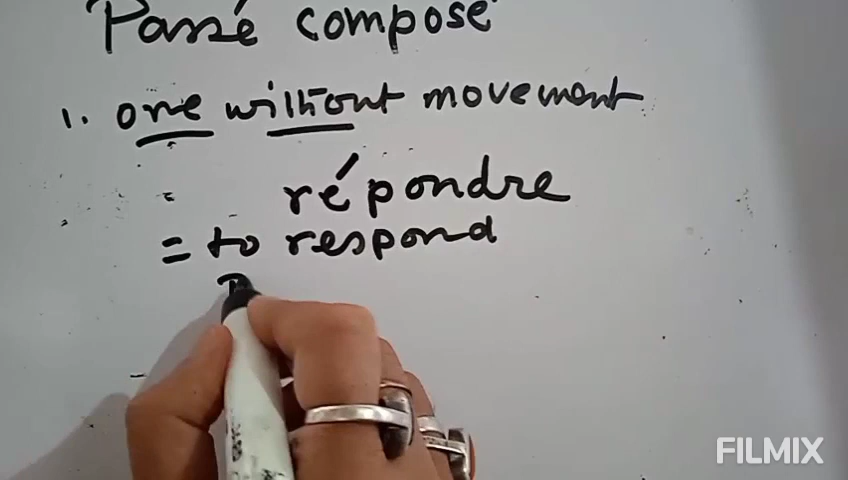 Passé composé
1. one without movement
= répondre
= to respond
FILMIX